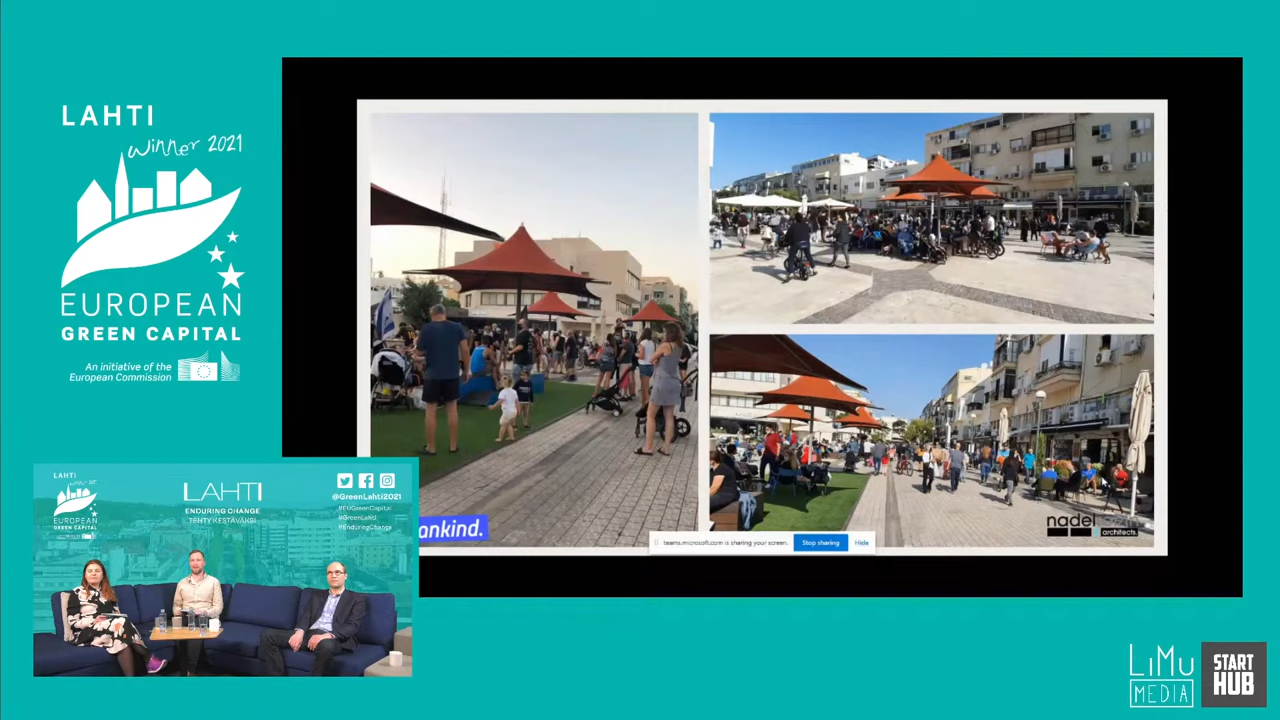 LAHTI
winner 2021
EUROPEAN
GREEN CAPITAL
An initiative of the
European Commission
ankind.
teams.microsoft.com is sharing your screen.
Stop sharing
Hide
nadel
architects.
LAHTI
EUROPEAN
GREEN CAPITAL
LAHTI
ENDURING CHANGE
TEHTY KESTÄVÄKSI
@GreenLahti2021
#EUGreenCapital
#GreenLahti
#EnduringChange
LiMu
MEDIA
START
HUB